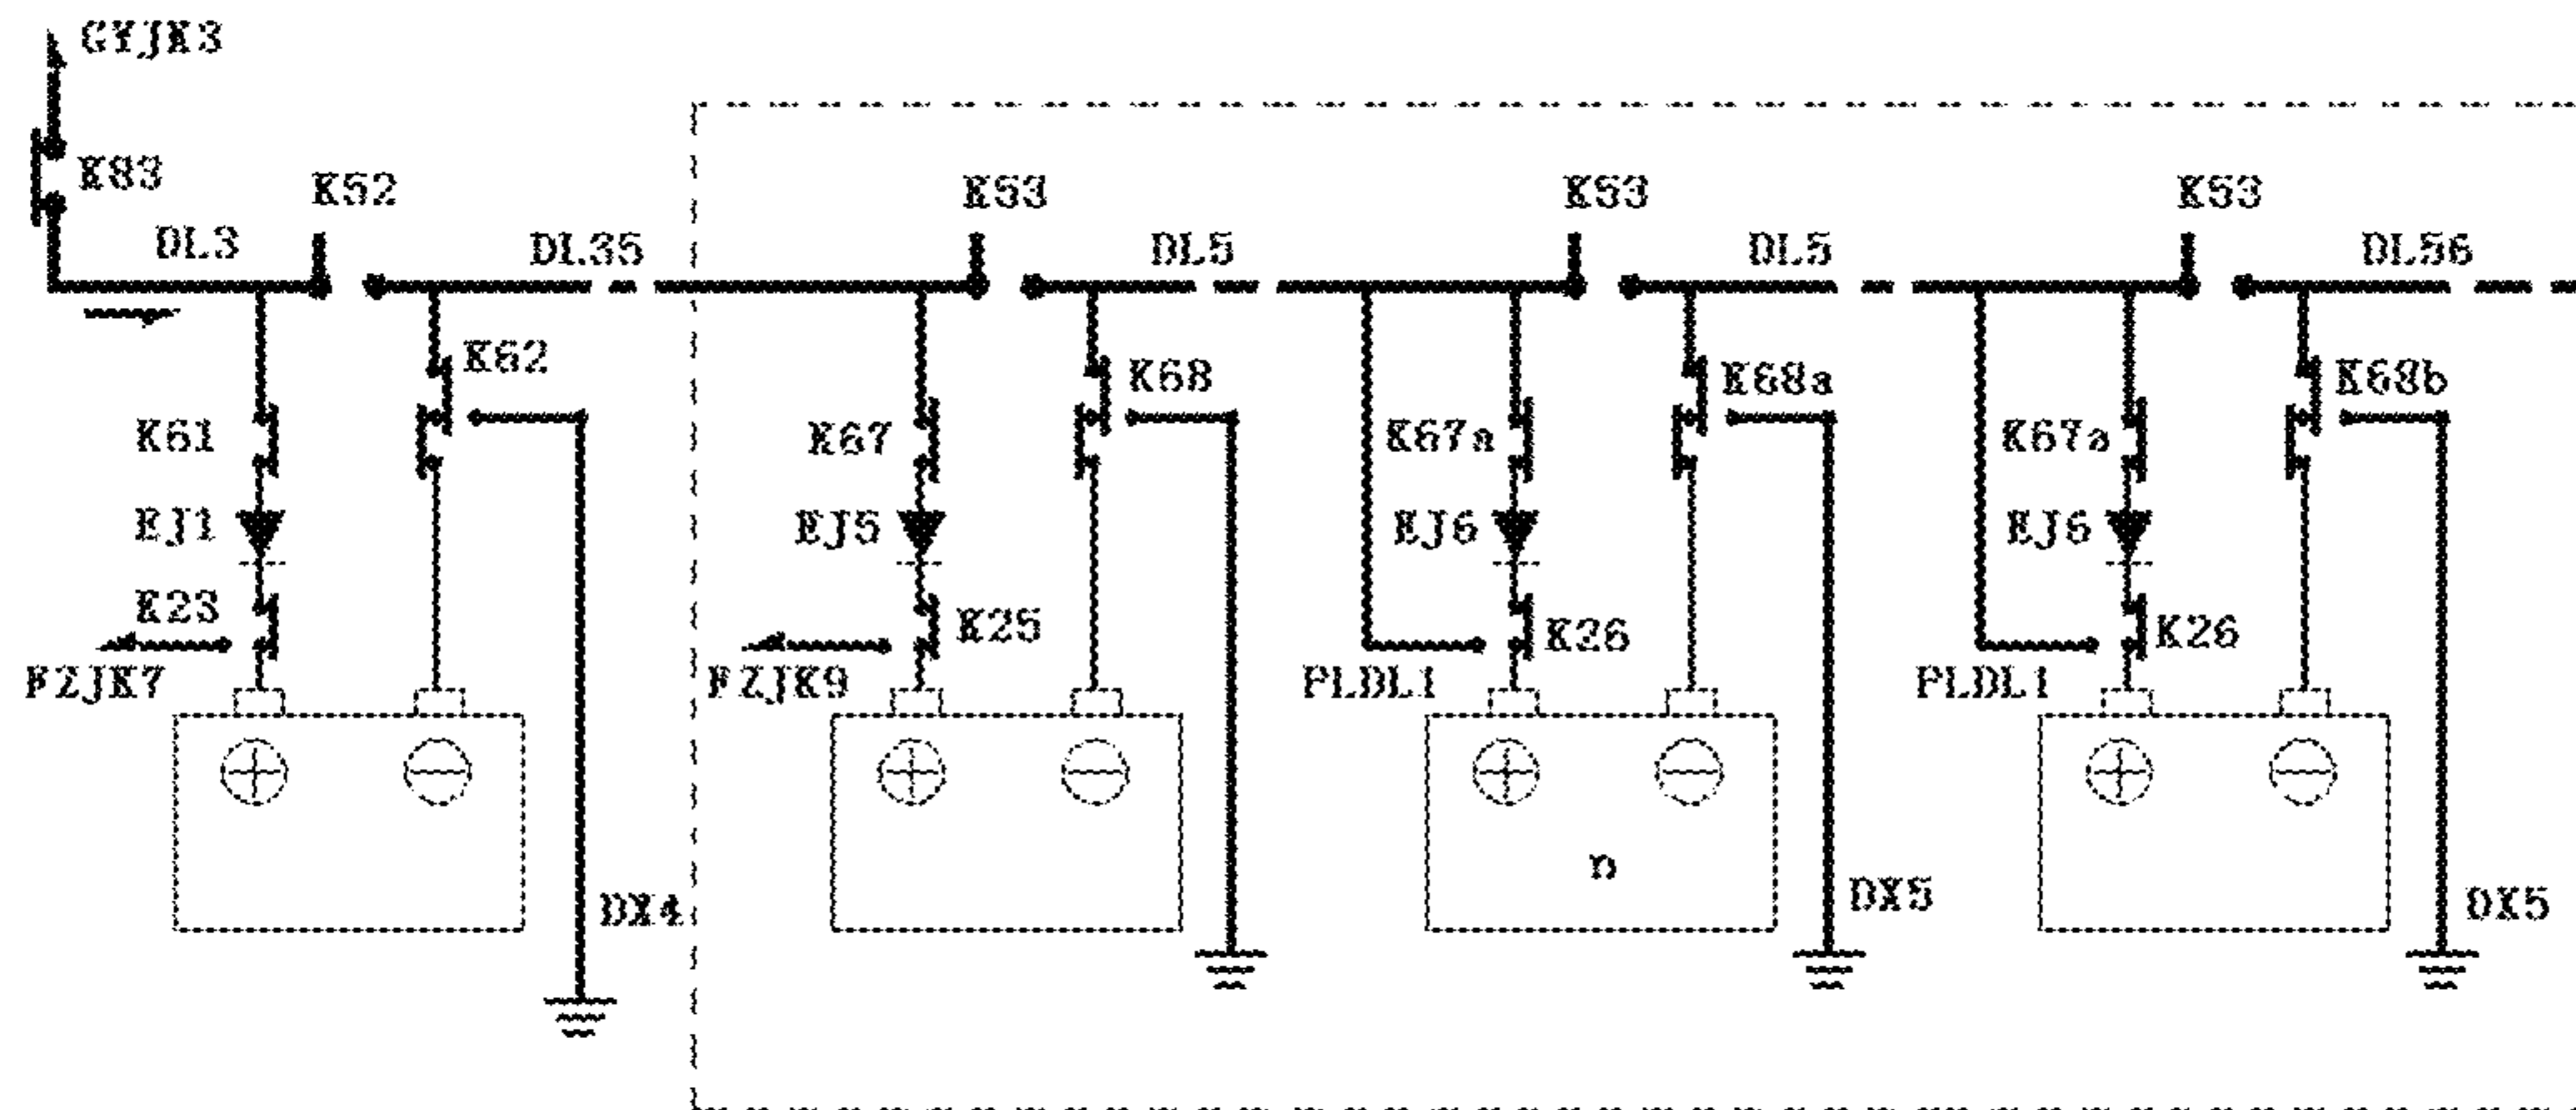 GYJK3
K83
K52
K53
K53
K53
DL3
DL35
DL5
DL5
DL56
K62
K68
K68a
K68b
K61
K67
K67a
K67a
EJ1
EJ5
EJ6
EJ6
K23
K25
K26
K26
FZJK7
FZJK9
PLDL1
PLDL1
n
DX4
DX5
DX5